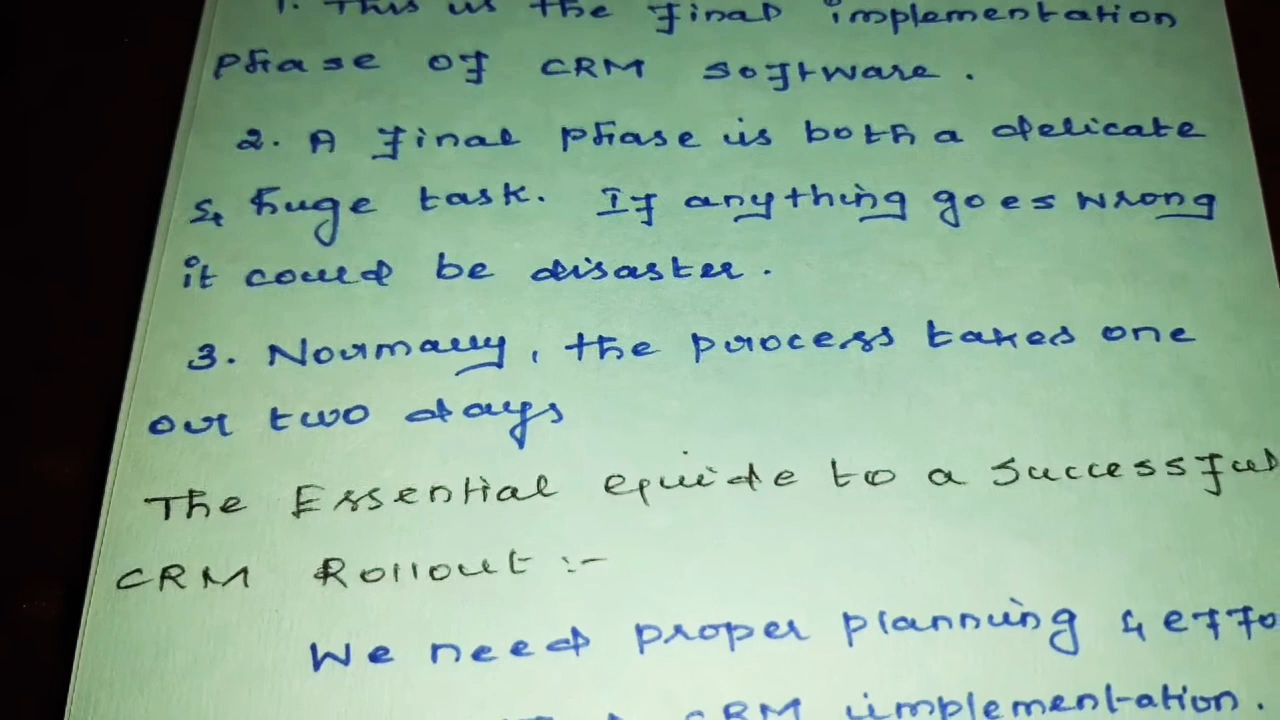 1. This is the final implementation
phase of CRM software.
2. A final phase is both a delicate
& huge task. If anything goes wrong
it could be disaster.
3. Normally, the process takes one
our two days
The Essential guide to a successful
CRM Rollout :-
We need proper planning & effo
CRM implementation.